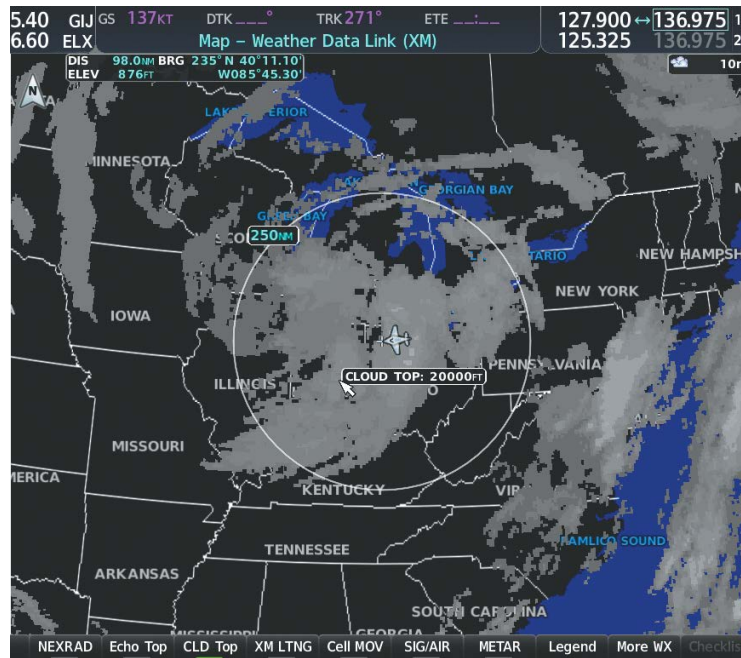 5.40 GIJ GS 137KT DTK ___° TRK 271° ETE __:__ 127.900 ↔ 136.975 1
6.60 ELX Map – Weather Data Link (XM) 125.325 136.975 2
DIS 98.0NM BRG 235° N 40°11.10'
ELEV 876FT W085°45.30'
N
MINNESOTA
GEORGIAN BAY
GREEN BAY
250NM
NEW HAMPSH
NEW YORK
IOWA
PENNSYLVANIA
CLOUD TOP: 20000FT
ILLINOIS
MISSOURI
MERICA
KENTUCKY
VIR
PAMLICO SOUND
TENNESSEE
ARKANSAS
SOUTH CAROLINA
MISSISSIPPI
GEORGIA
NEXRAD Echo Top CLD Top XM LTNG Cell MOV SIG/AIR METAR Legend More WX Checklis